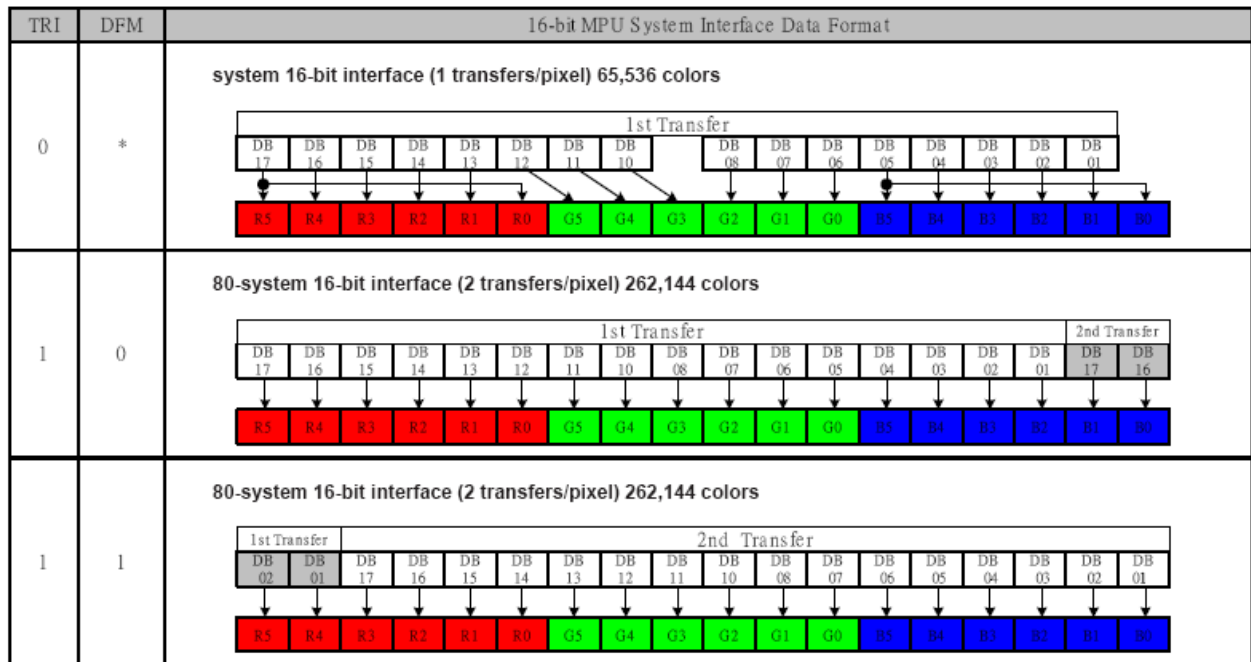 TRI DFM 16-bit MPU System Interface Data Format
system 16-bit interface (1 transfers/pixel) 65,536 colors
0 *
1st Transfer
DB 17 DB 16 DB 15 DB 14 DB 13 DB 12 DB 11 DB 10 DB 08 DB 07 DB 06 DB 05 DB 04 DB 03 DB 02 DB 01
R5 R4 R3 R2 R1 R0 G5 G4 G3 G2 G1 G0 B5 B4 B3 B2 B1 B0
80-system 16-bit interface (2 transfers/pixel) 262,144 colors
1 0
1st Transfer 2nd Transfer
DB 17 DB 16 DB 15 DB 14 DB 13 DB 12 DB 11 DB 10 DB 08 DB 07 DB 06 DB 05 DB 04 DB 03 DB 02 DB 01 DB 17 DB 16
R5 R4 R3 R2 R1 R0 G5 G4 G3 G2 G1 G0 B5 B4 B3 B2 B1 B0
80-system 16-bit interface (2 transfers/pixel) 262,144 colors
1 1
1st Transfer 2nd Transfer
DB 02 DB 01 DB 17 DB 16 DB 15 DB 14 DB 13 DB 12 DB 11 DB 10 DB 08 DB 07 DB 06 DB 05 DB 04 DB 03 DB 02 DB 01
R5 R4 R3 R2 R1 R0 G5 G4 G3 G2 G1 G0 B5 B4 B3 B2 B1 B0